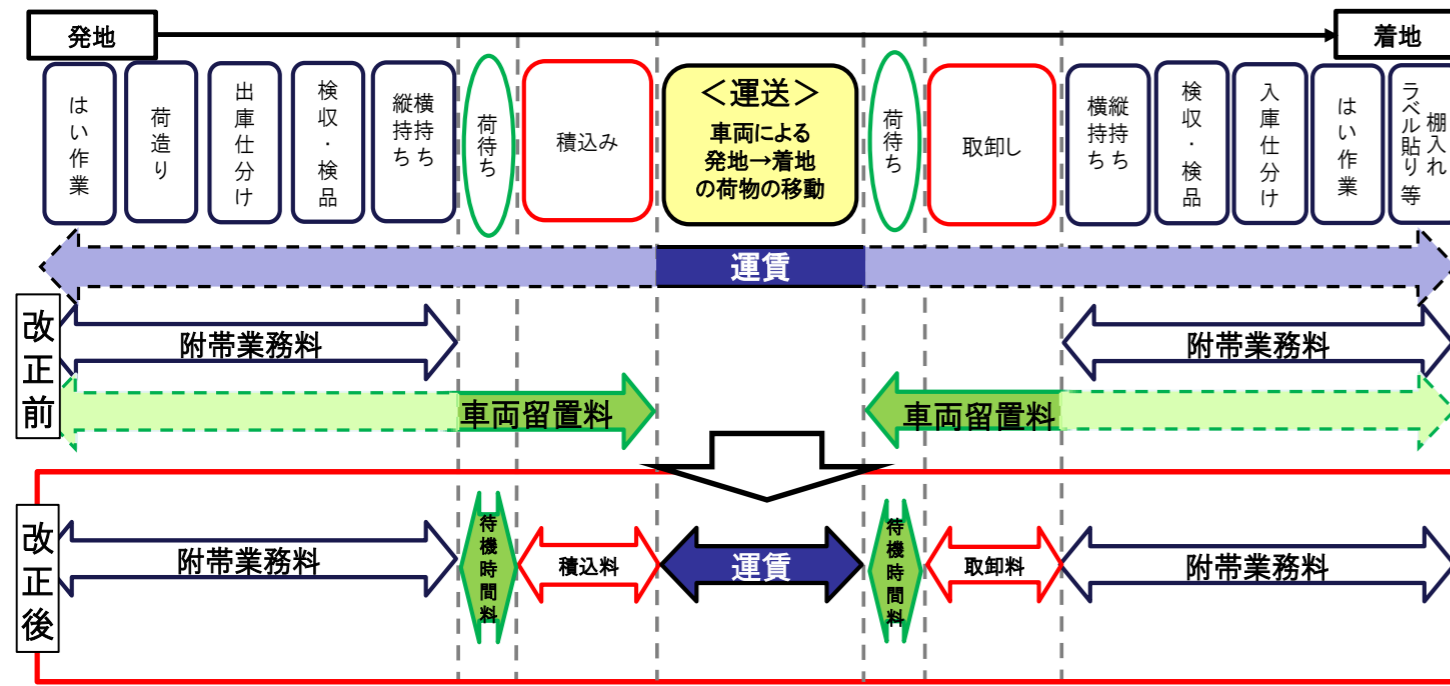 発地
着地
はい作業
荷造り
出庫仕分け
検収・検品
横持ち
縦持ち
荷待ち
積込み
＜運送＞
車両による
発地→着地
の荷物の移動
荷待ち
取卸し
縦持ち
横持ち
検収・検品
入庫仕分け
はい作業
棚入れ
ラベル貼り 等
運賃
改正前
附帯業務料
附帯業務料
車両留置料
車両留置料
改正後
附帯業務料
待機時間料
積込料
運賃
待機時間料
取卸料
附帯業務料